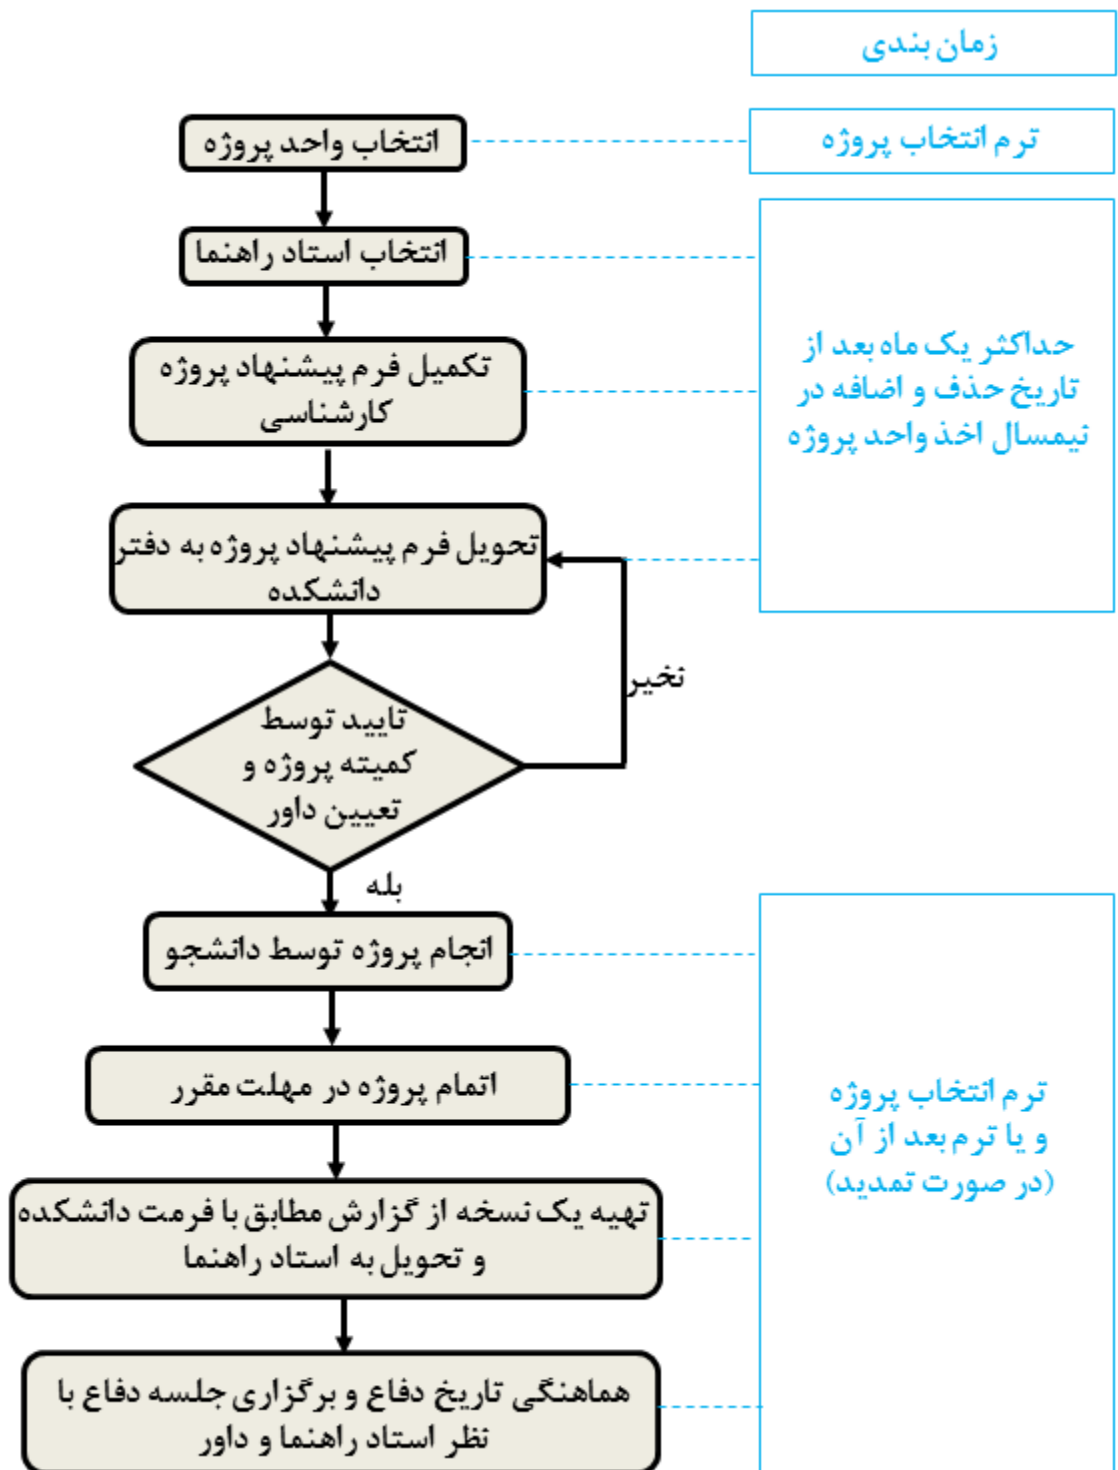 زمان بندی
انتخاب واحد پروژه
ترم انتخاب پروژه
انتخاب استاد راهنما
تکمیل فرم پیشنهاد پروژه
کارشناسی
حداکثر یک ماه بعد از
تاریخ حذف و اضافه در
نیمسال اخذ واحد پروژه
تحویل فرم پیشنهاد پروژه به دفتر
دانشکده
نخیر
تایید توسط
کمیته پروژه و
تعیین داور
بله
انجام پروژه توسط دانشجو
اتمام پروژه در مهلت مقرر
ترم انتخاب پروژه
و یا ترم بعد از آن
(در صورت تمدید)
تهیه یک نسخه از گزارش مطابق با فرمت دانشکده
و تحویل به استاد راهنما
هماهنگی تاریخ دفاع و برگزاری جلسه دفاع با
نظر استاد راهنما و داور